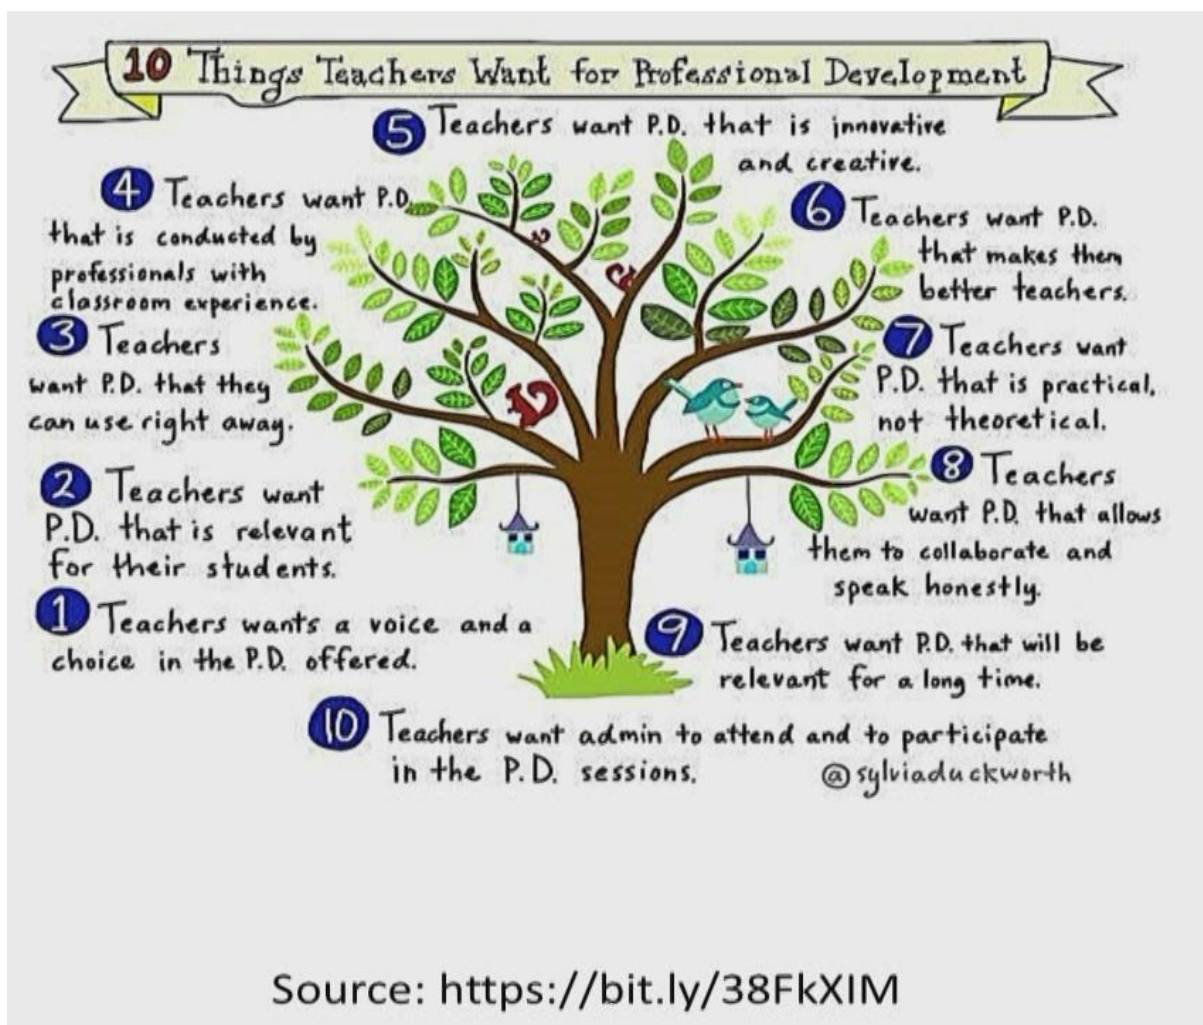 10 Things Teachers Want for Professional Development
5 Teachers want P.D. that is innovative
and creative.
4 Teachers want P.D.
that is conducted by
professionals with
classroom experience.
3 Teachers
want P.D. that they
can use right away.
2 Teachers want
P.D. that is relevant
for their students.
1 Teachers wants a voice and a
choice in the P.D. offered.
6 Teachers want P.D.
that makes them
better teachers.
7 Teachers want
P.D. that is practical,
not theoretical.
8 Teachers
want P.D. that allows
them to collaborate and
speak honestly.
9 Teachers want P.D. that will be
relevant for a long time.
10 Teachers want admin to attend and to participate
in the P.D. sessions.
@sylviaduckworth
Source: https://bit.ly/38FkXIM